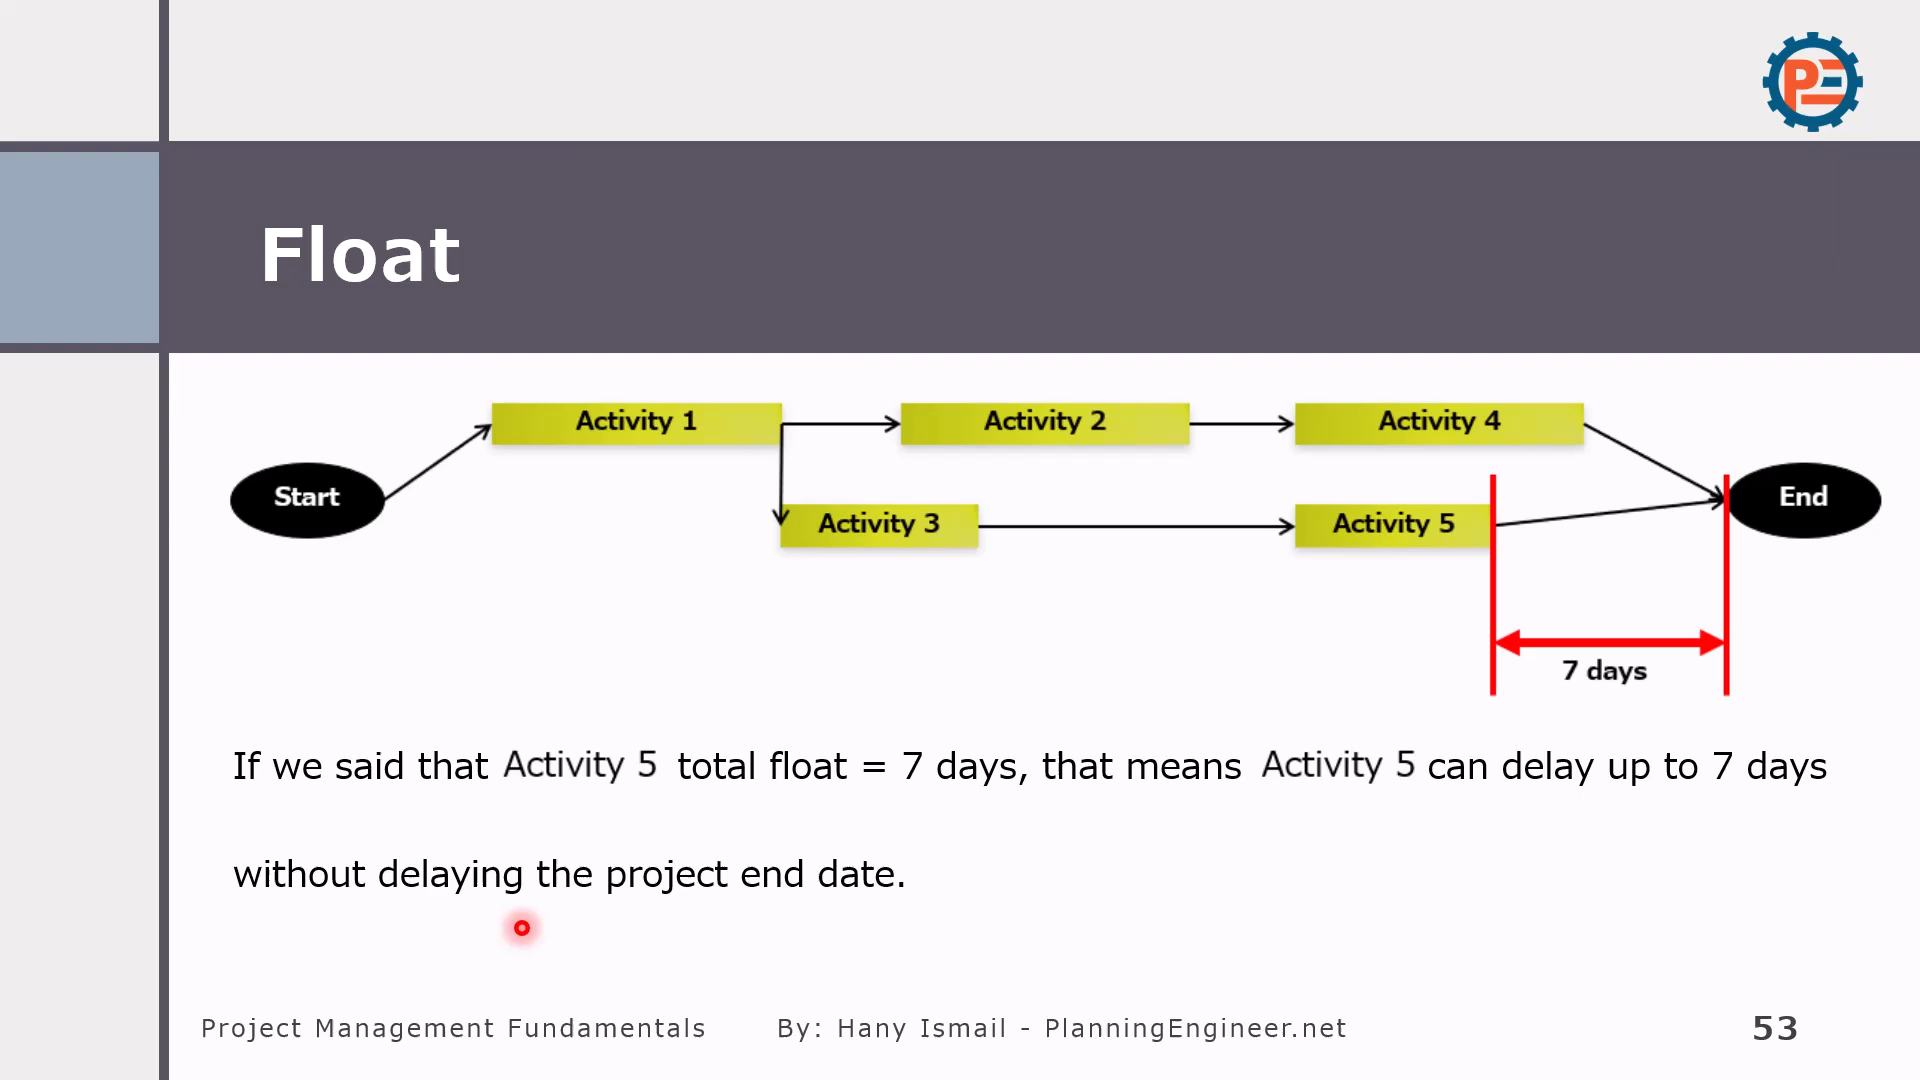 PE
Float
Activity 1
Activity 2
Activity 4
Start
End
Activity 3
Activity 5
7 days
If we said that Activity 5 total float = 7 days, that means Activity 5 can delay up to 7 days
without delaying the project end date.
Project Management Fundamentals By: Hany Ismail - PlanningEngineer.net 53